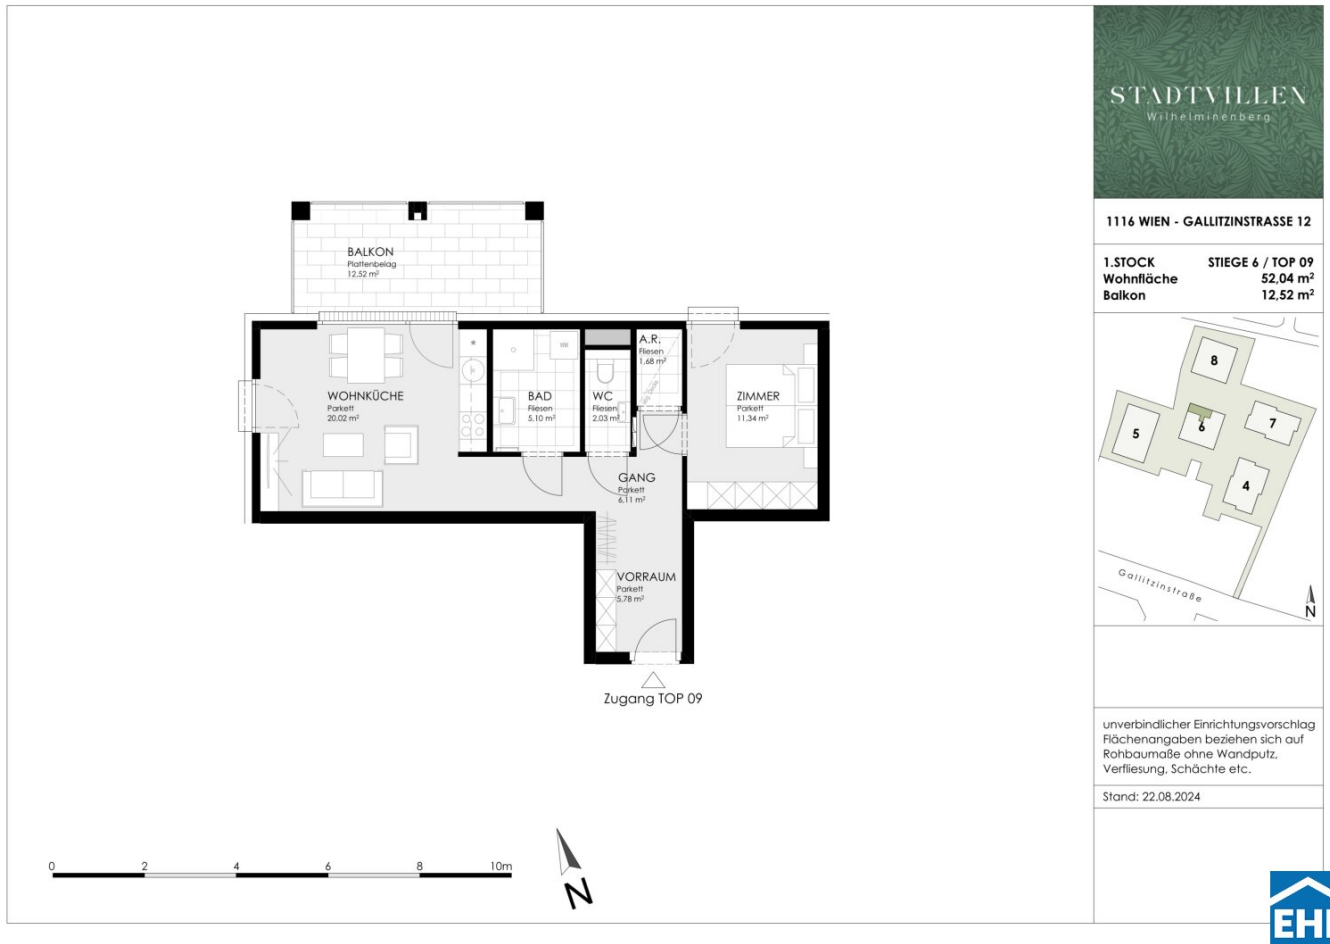 STADTVILLEN
Wilhelminenberg
1116 WIEN - GALLITZINSTRASSE 12
1.STOCK STIEGE 6 / TOP 09
Wohnfläche 52,04 m²
Balkon 12,52 m²
8
5
6
7
4
Gallitzinstraße
N
BALKON
Plattenbelag
12,52 m²
WOHNKÜCHE
Parkett
20,02 m²
BAD
Fliesen
5,10 m²
WC
Fliesen
2,03 m²
A.R.
Fliesen
1,68 m²
ZIMMER
Parkett
11,34 m²
GANG
Parkett
6,11 m²
VORRAUM
Parkett
5,78 m²
Zugang TOP 09
0 2 4 6 8 10m
N
unverbindlicher Einrichtungsvorschlag
Flächenangaben beziehen sich auf
Rohbaumaße ohne Wandputz,
Verfliesung, Schächte etc.
Stand: 22.08.2024
EHL